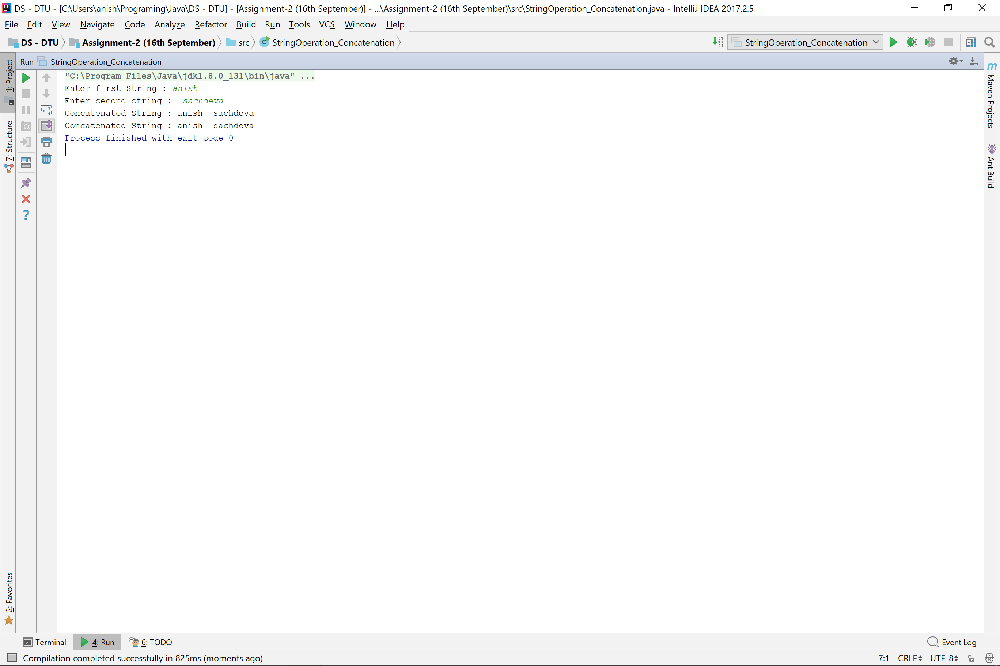 DS - DTU - [C:\Users\anish\Programing\Java\DS - DTU] - [Assignment-2 (16th September)] - ...\Assignment-2 (16th September)\src\StringOperation_Concatenation.java - IntelliJ IDEA 2017.2.5
File Edit View Navigate Code Analyze Refactor Build Run Tools VCS Window Help
DS - DTU Assignment-2 (16th September) src StringOperation_Concatenation StringOperation_Concatenation
Run StringOperation_Concatenation
"C:\Program Files\Java\jdk1.8.0_131\bin\java" ...
Enter first String : anish
Enter second string :  sachdeva
Concatenated String : anish  sachdeva
Concatenated String : anish  sachdeva
Process finished with exit code 0
1: Project
7: Structure
2: Favorites
Maven Projects
Ant Build
Terminal 4: Run 6: TODO Event Log
Compilation completed successfully in 825ms (moments ago) 7:1 CRLF UTF-8